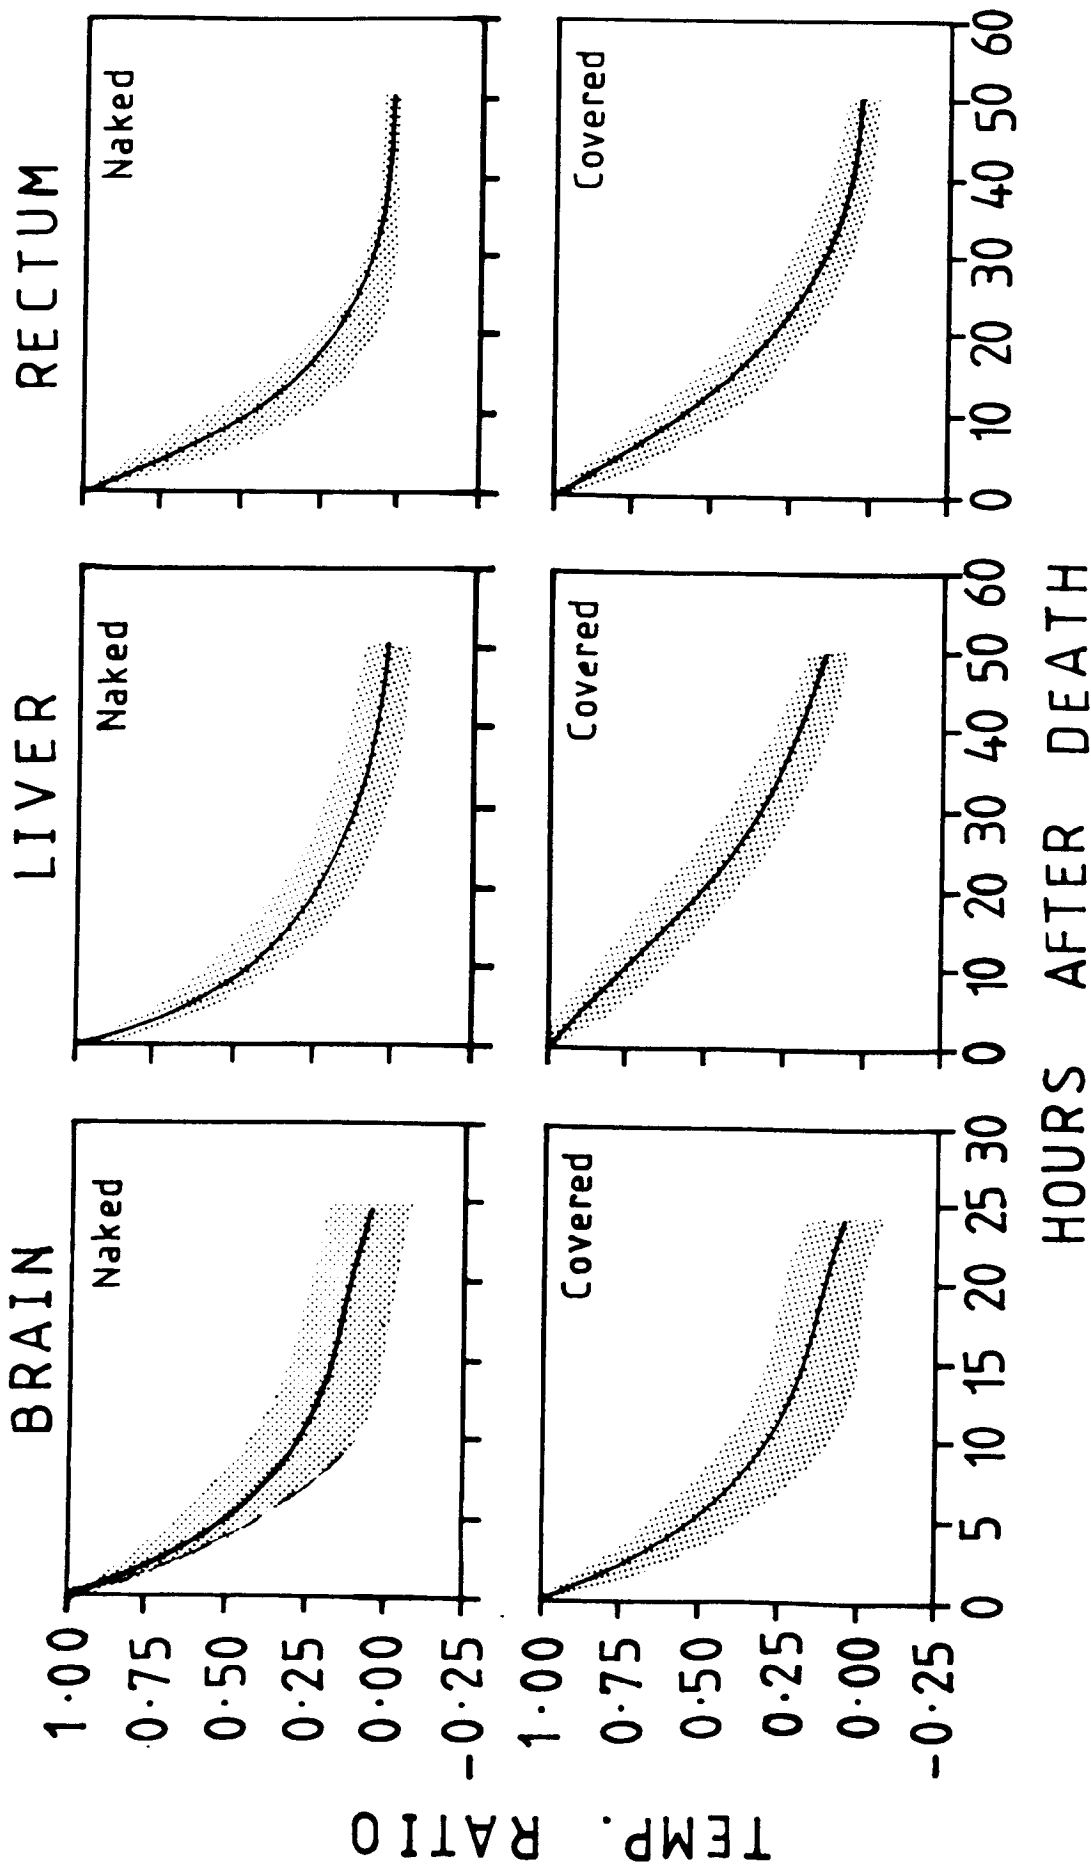 BRAIN LIVER RECTUM
Naked Naked Naked
1·00
0·75
0·50
0·25
0·00
-0·25
Covered Covered Covered
1·00
0·75
0·50
0·25
0·00
-0·25
TEMP. RATIO
0 5 10 15 20 25 30 0 10 20 30 40 50 60 0 10 20 30 40 50 60
HOURS AFTER DEATH